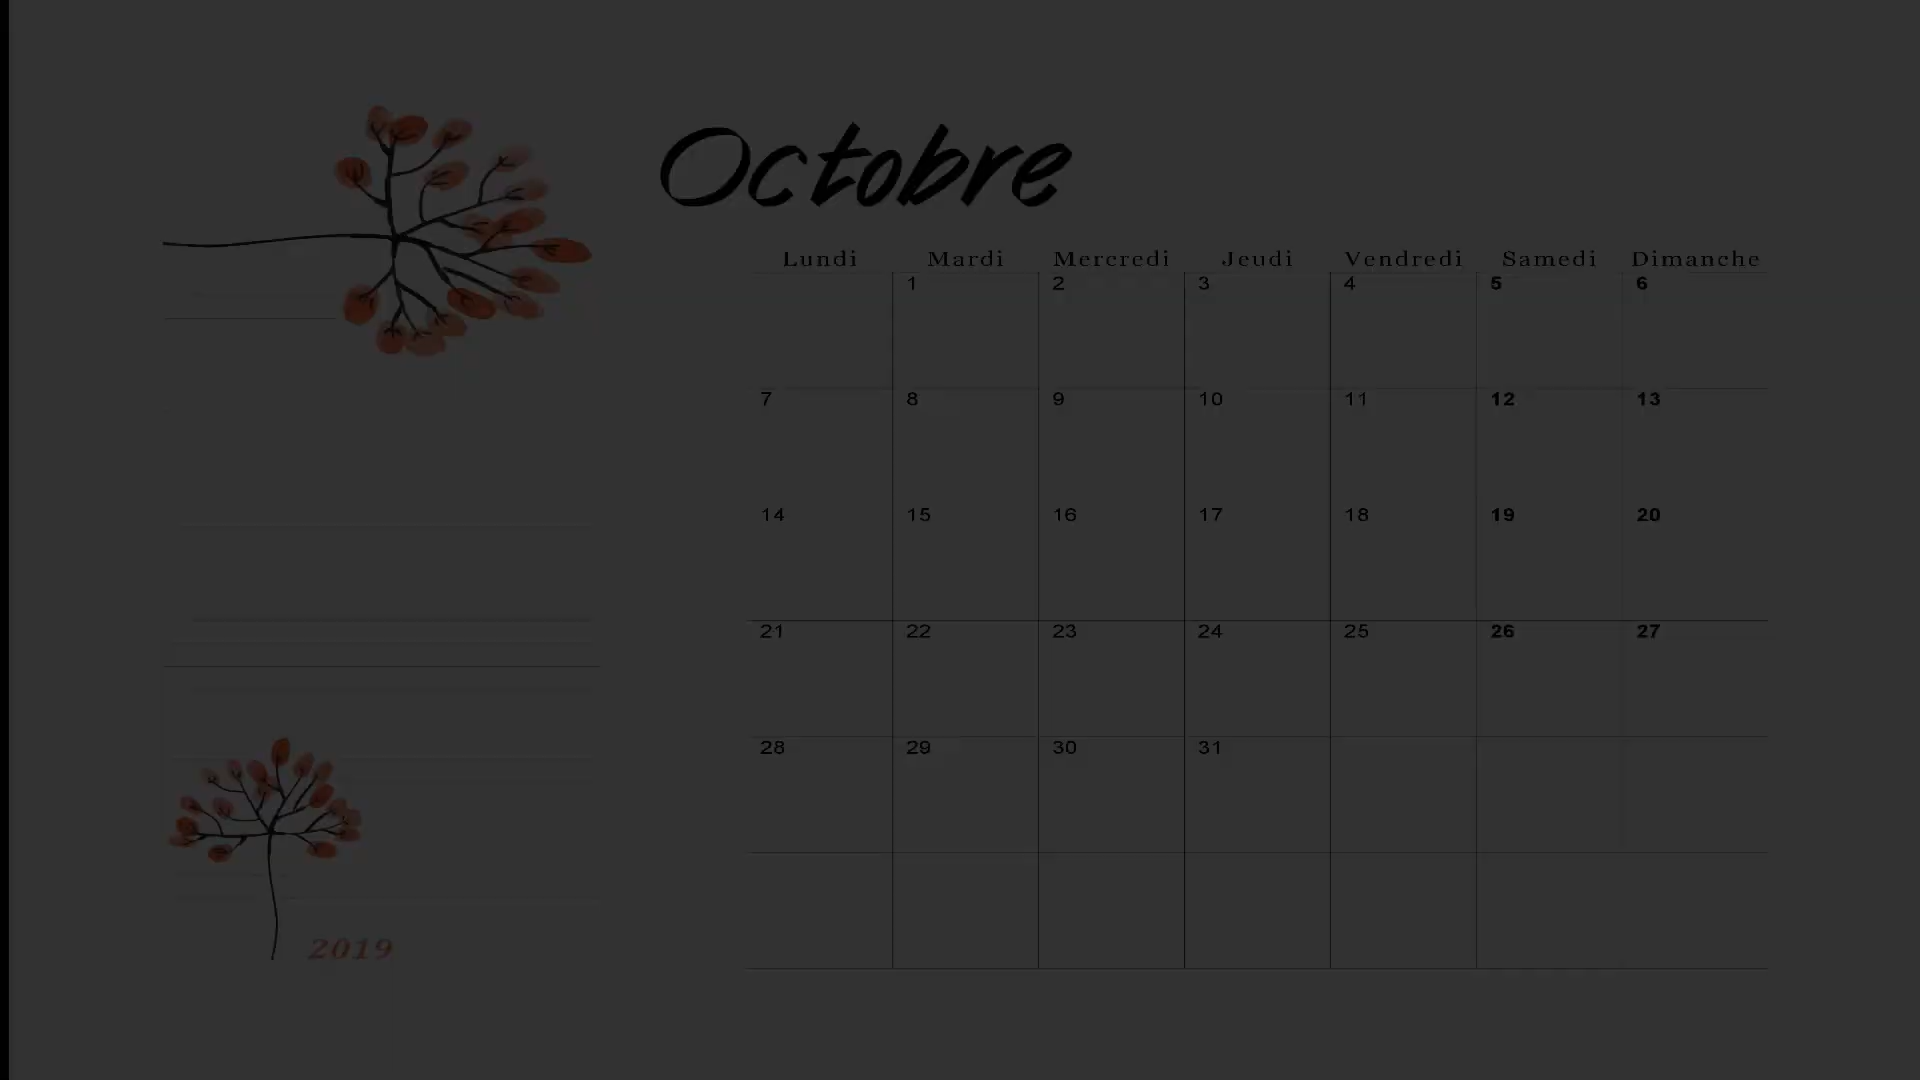 Octobre
Lundi Mardi Mercredi Jeudi Vendredi Samedi Dimanche
1 2 3 4 5 6
7 8 9 10 11 12 13
14 15 16 17 18 19 20
21 22 23 24 25 26 27
28 29 30 31
2019